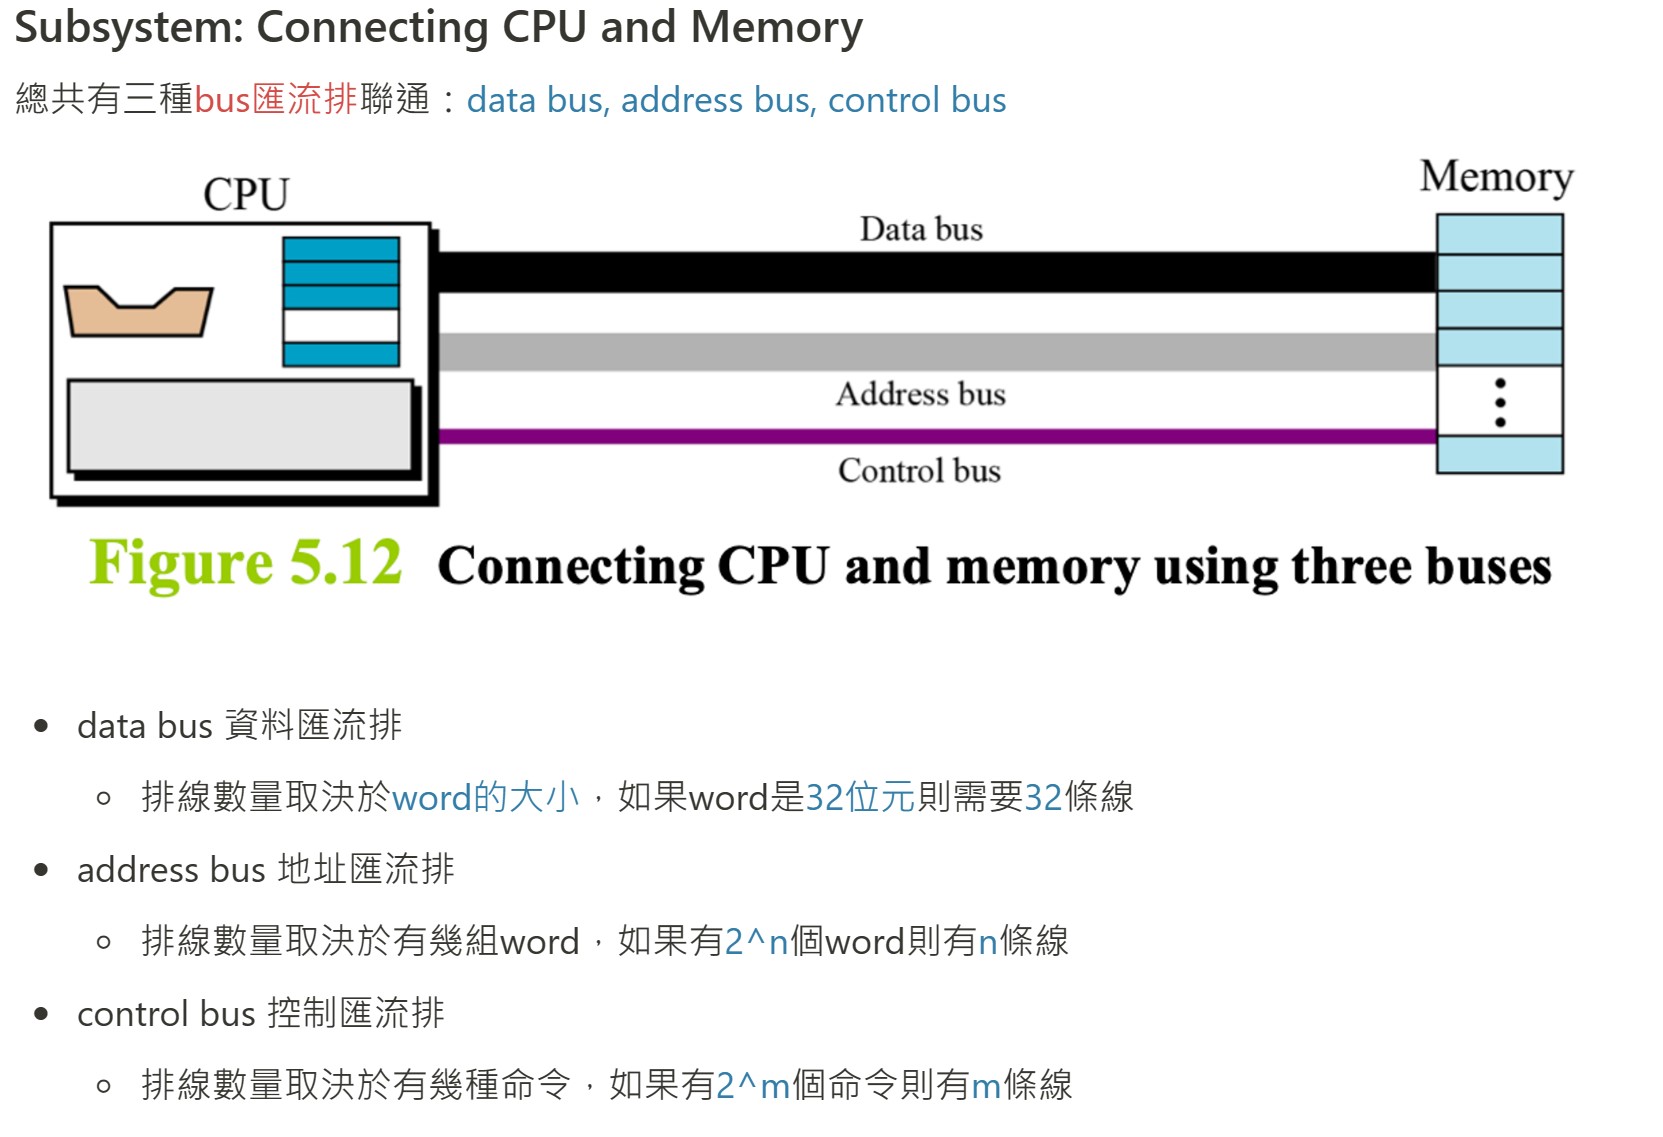 Subsystem: Connecting CPU and Memory
總共有三種bus匯流排聯通：data bus, address bus, control bus
CPU
Memory
Data bus
Address bus
Control bus
Figure 5.12 Connecting CPU and memory using three buses
• data bus 資料匯流排
◦ 排線數量取決於word的大小，如果word是32位元則需要32條線
• address bus 地址匯流排
◦ 排線數量取決於有幾組word，如果有2^n個word則有n條線
• control bus 控制匯流排
◦ 排線數量取決於有幾種命令，如果有2^m個命令則有m條線